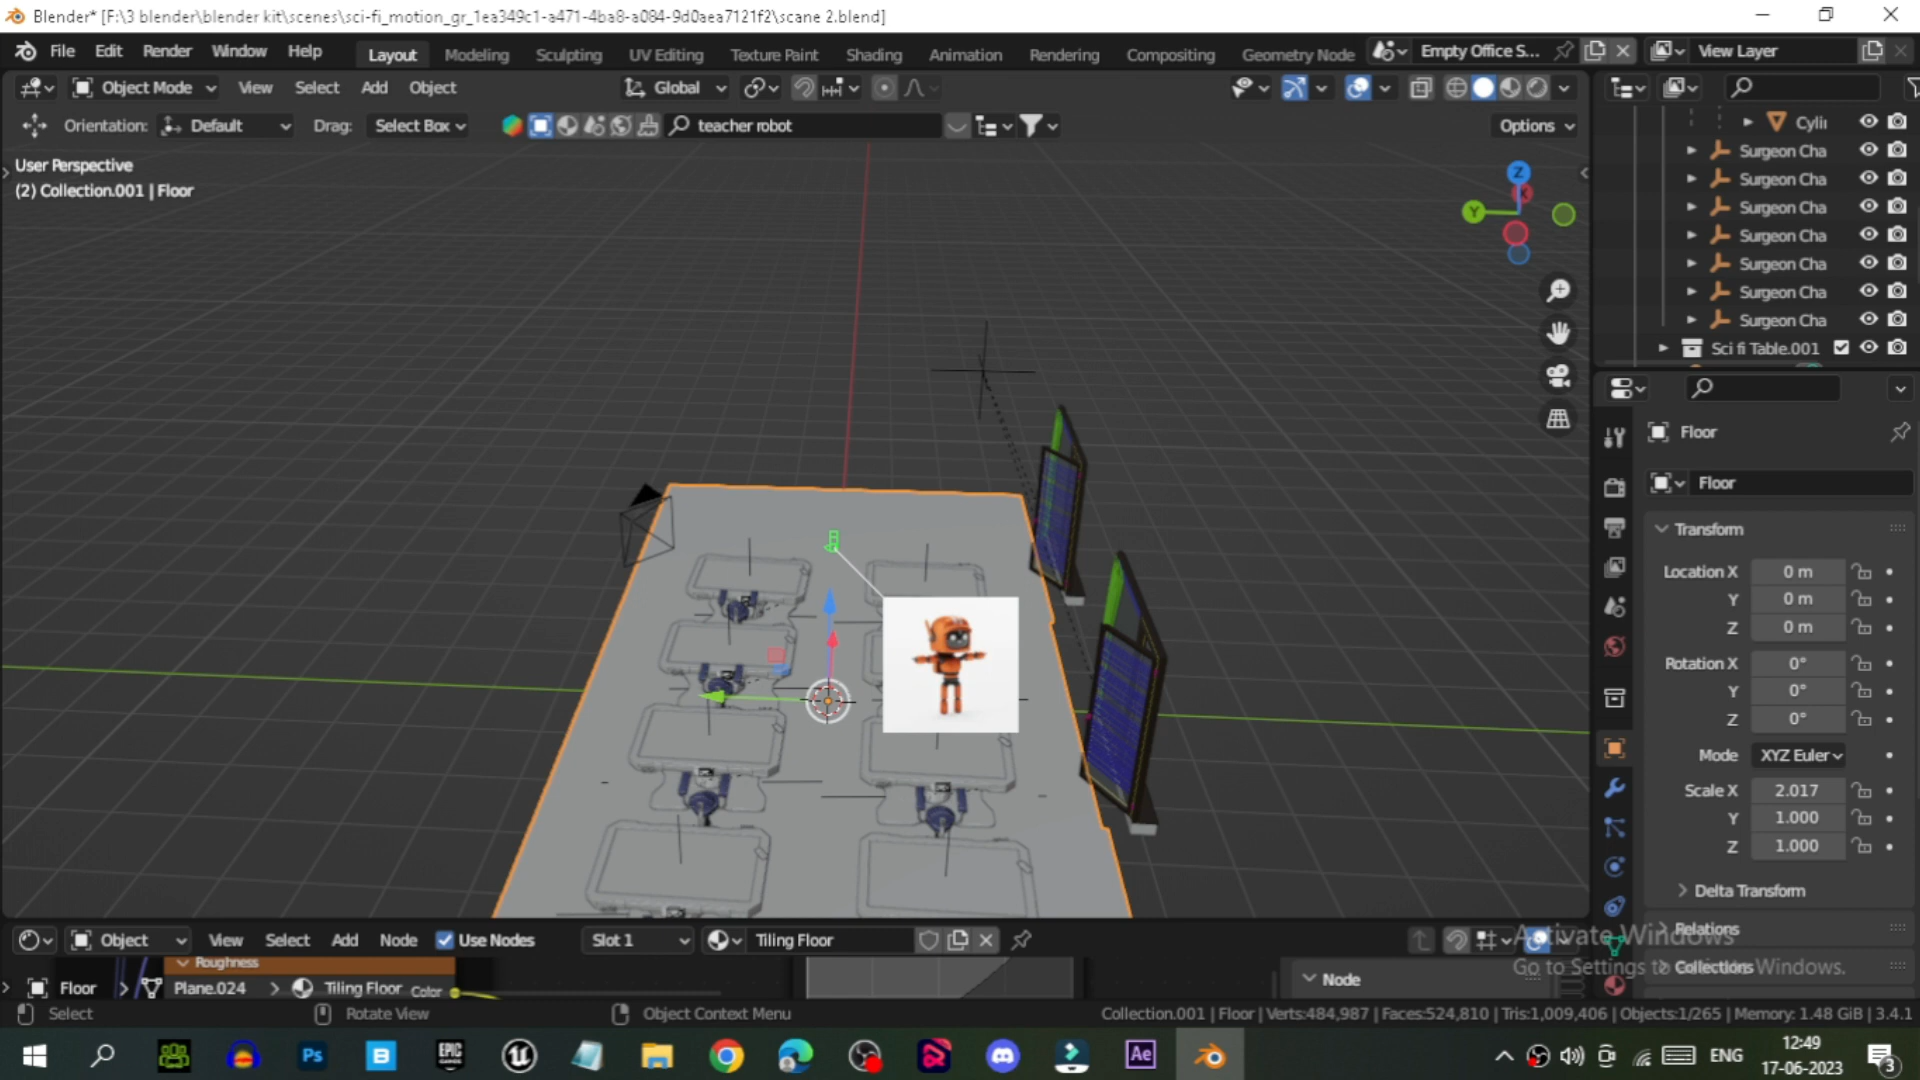 Blender* [F:\3 blender\blender kit\scenes\sci-fi_motion_gr_1ea349c1-a471-4ba8-a084-9d0aea7121f2\scane 2.blend]
File Edit Render Window Help Layout Modeling Sculpting UV Editing Texture Paint Shading Animation Rendering Compositing Geometry Node Empty Office S... View Layer
Object Mode View Select Add Object Global
Orientation: Default Drag: Select Box teacher robot Options
User Perspective
(2) Collection.001 | Floor
Z
Y
Cylin
Surgeon Cha
Surgeon Cha
Surgeon Cha
Surgeon Cha
Surgeon Cha
Surgeon Cha
Surgeon Cha
Sci fi Table.001
Floor
Floor
Transform
Location X 0 m
Y 0 m
Z 0 m
Rotation X 0°
Y 0°
Z 0°
Mode XYZ Euler
Scale X 2.017
Y 1.000
Z 1.000
Delta Transform
Relations
Collections
Activate Windows
Go to Settings to activate Windows.
Object View Select Add Node Use Nodes Slot 1 Tiling Floor
Roughness
Floor > Plane.024 > Tiling Floor Color
Node
Select Rotate View Object Context Menu
Collection.001 | Floor | Verts:484,987 | Faces:524,810 | Tris:1,009,406 | Objects:1/265 | Memory: 1.48 GiB | 3.4.1
Ps B EPIC GAMES Ae ENG
12:49
17-06-2023
3